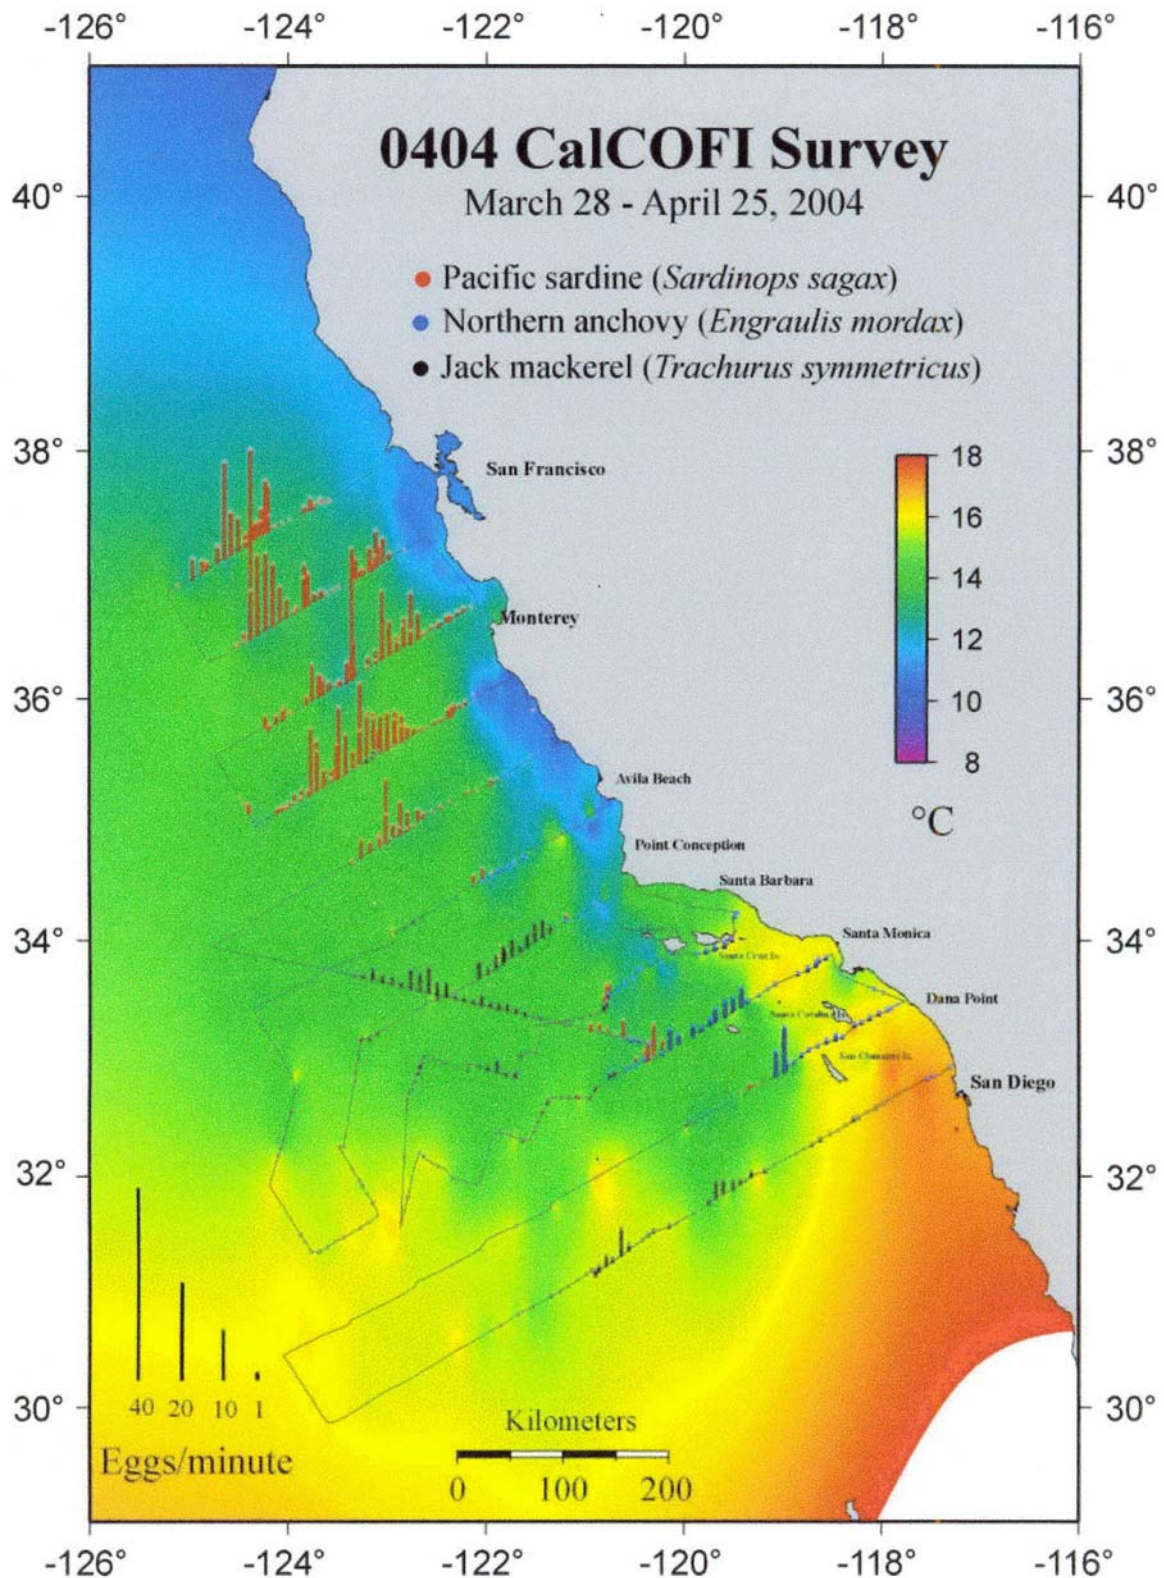 -126° -124° -122° -120° -118° -116°
0404 CalCOFI Survey
March 28 - April 25, 2004
40° 40°
Pacific sardine (Sardinops sagax)
Northern anchovy (Engraulis mordax)
Jack mackerel (Trachurus symmetricus)
38° 38°
San Francisco
18
16
14
12
10
8
°C
Monterey
36° 36°
Avila Beach
Point Conception
Santa Barbara
34° 34°
Santa Monica
Santa Cruz Is.
Dana Point
San Diego
32° 32°
40 20 10 1
Eggs/minute
30° 30°
Kilometers
0 100 200
-126° -124° -122° -120° -118° -116°